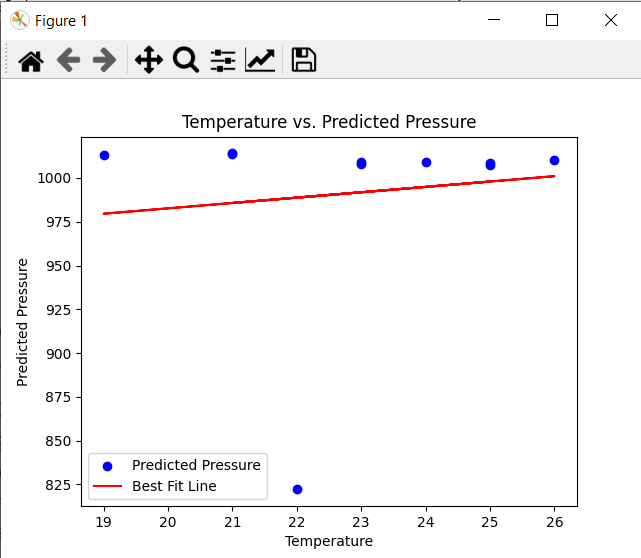 Figure 1
Temperature vs. Predicted Pressure
1000
975
950
925
900
875
850
825
Predicted Pressure
Predicted Pressure
Best Fit Line
19 20 21 22 23 24 25 26
Temperature